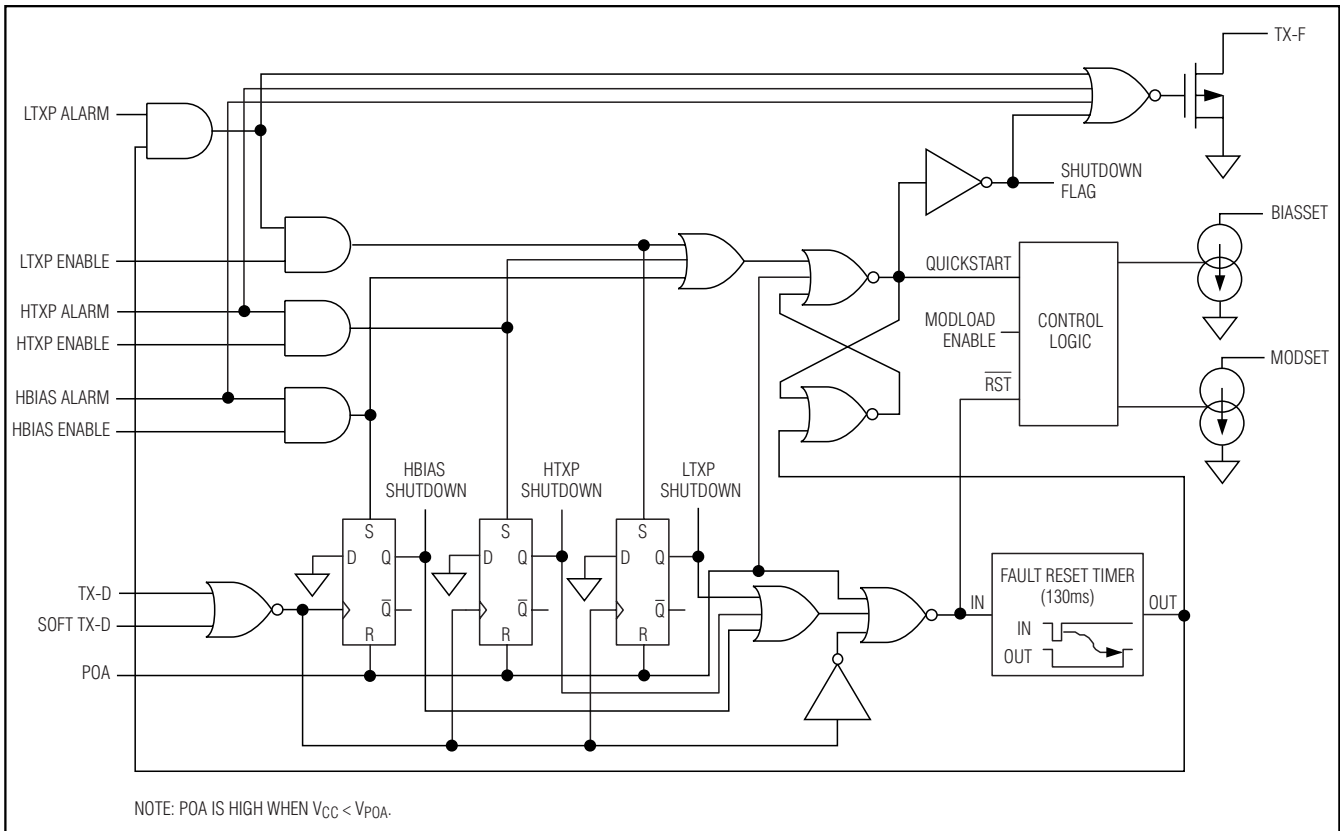 TX-F
LTXP ALARM
SHUTDOWN
FLAG
BIASSET
LTXP ENABLE
QUICKSTART
HTXP ALARM
HTXP ENABLE
MODLOAD
ENABLE
CONTROL
LOGIC
MODSET
RST
HBIAS ALARM
HBIAS ENABLE
HBIAS
SHUTDOWN
HTXP
SHUTDOWN
LTXP
SHUTDOWN
S
D Q
Q
R
S
D Q
Q
R
S
D Q
Q
R
TX-D
SOFT TX-D
POA
IN
FAULT RESET TIMER
(130ms)
IN
OUT
OUT
NOTE: POA IS HIGH WHEN VCC < VPOA.